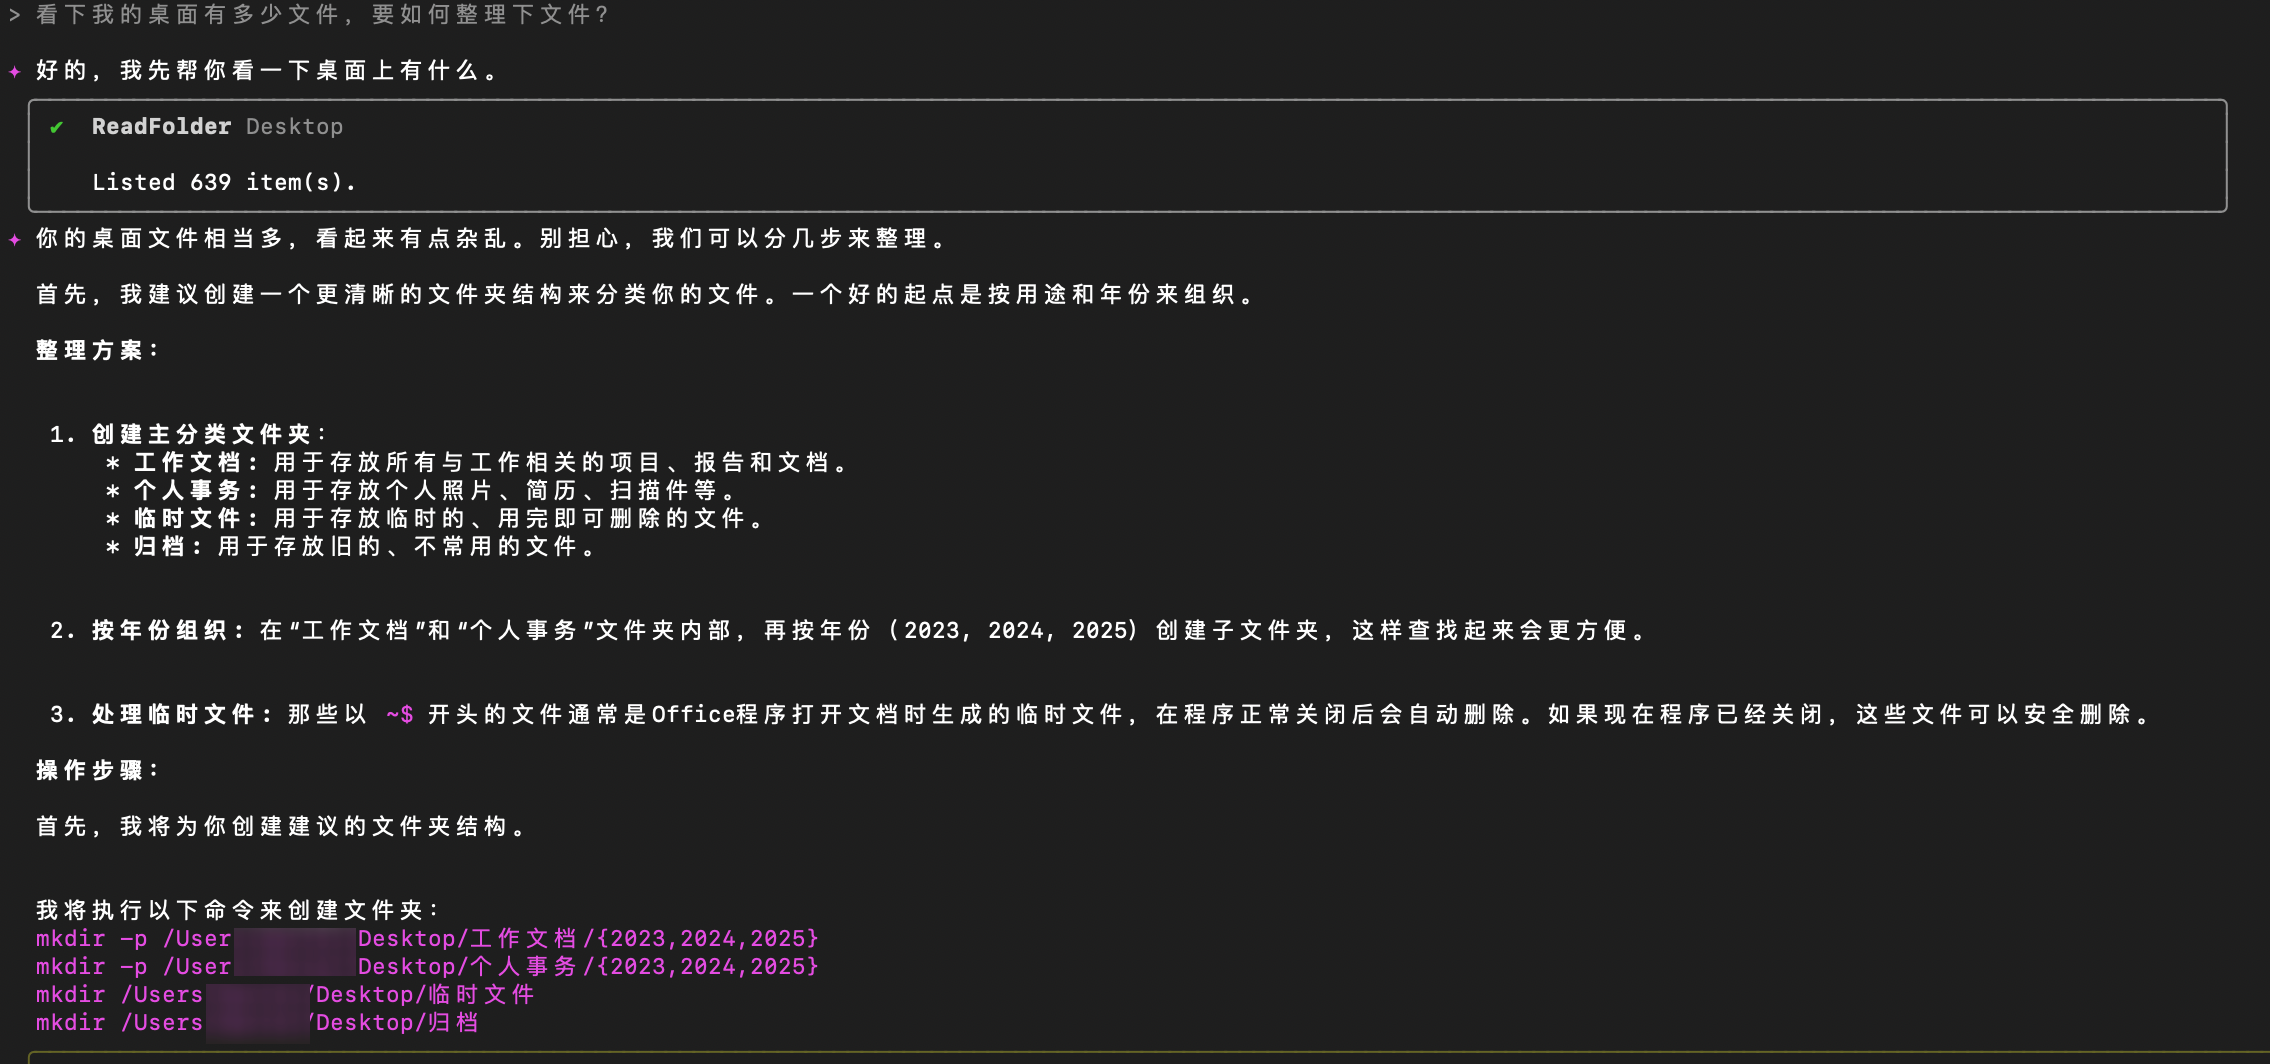 > 看下我的桌面有多少文件，要如何整理下文件?
✦ 好的，我先帮你看一下桌面上有什么。
✔ ReadFolder Desktop
Listed 639 item(s).
✦ 你的桌面文件相当多，看起来有点杂乱。别担心，我们可以分几步来整理。
首先，我建议创建一个更清晰的文件夹结构来分类你的文件。一个好的起点是按用途和年份来组织。
整理方案：
1. 创建主分类文件夹：
* 工作文档：用于存放所有与工作相关的项目、报告和文档。
* 个人事务：用于存放个人照片、简历、扫描件等。
* 临时文件：用于存放临时的、用完即可删除的文件。
* 归档：用于存放旧的、不常用的文件。
2. 按年份组织：在“工作文档”和“个人事务”文件夹内部，再按年份 (2023, 2024, 2025) 创建子文件夹，这样查找起来会更方便。
3. 处理临时文件：那些以 ~$ 开头的文件通常是Office程序打开文档时生成的临时文件，在程序正常关闭后会自动删除。如果现在程序已经关闭，这些文件可以安全删除。
操作步骤：
首先，我将为你创建建议的文件夹结构。
我将执行以下命令来创建文件夹：
mkdir -p /User Desktop/工作文档/{2023,2024,2025}
mkdir -p /User Desktop/个人事务/{2023,2024,2025}
mkdir /Users /Desktop/临时文件
mkdir /Users /Desktop/归档